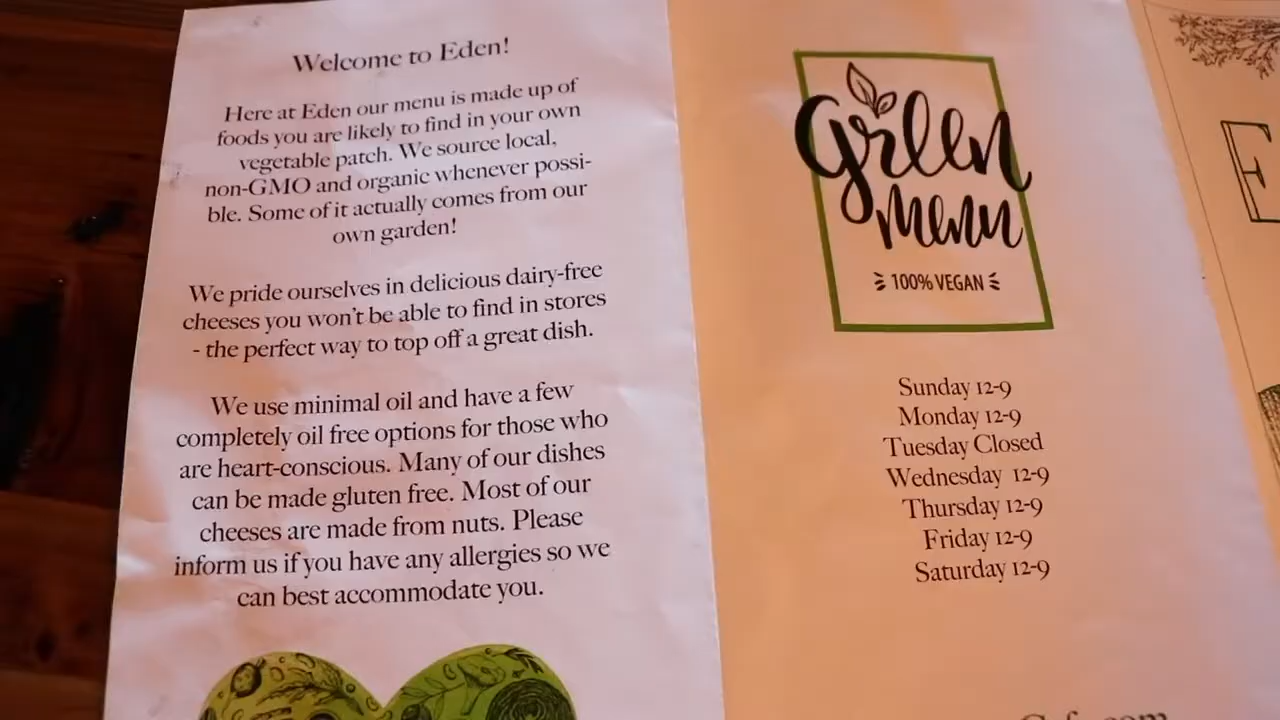 Welcome to Eden!
Here at Eden our menu is made up of
foods you are likely to find in your own
vegetable patch. We source local,
non-GMO and organic whenever possi-
ble. Some of it actually comes from our
own garden!
We pride ourselves in delicious dairy-free
cheeses you won't be able to find in stores
- the perfect way to top off a great dish.
We use minimal oil and have a few
completely oil free options for those who
are heart-conscious. Many of our dishes
can be made gluten free. Most of our
cheeses are made from nuts. Please
inform us if you have any allergies so we
can best accommodate you.
Green
menu
100% VEGAN
Sunday 12-9
Monday 12-9
Tuesday Closed
Wednesday 12-9
Thursday 12-9
Friday 12-9
Saturday 12-9